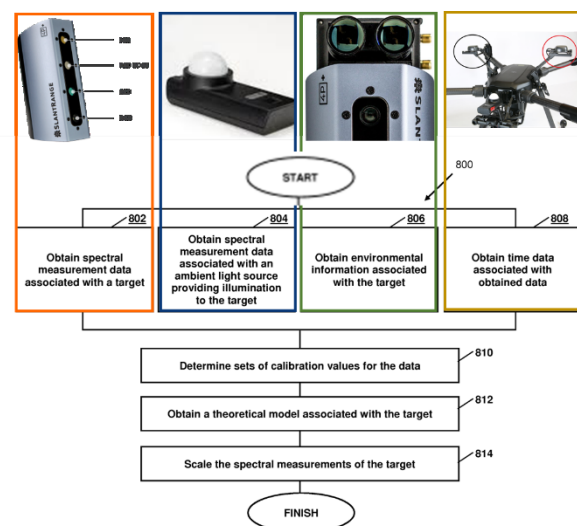 4P+
SLANTRANGE
4P+
SLANTRANGE
START
800
802
Obtain spectral
measurement data
associated with a target
804
Obtain spectral
measurement data
associated with an
ambient light source
providing illumination
to the target
806
Obtain environmental
information associated
with the target
808
Obtain time data
associated with
obtained data
810
Determine sets of calibration values for the data
812
Obtain a theoretical model associated with the target
814
Scale the spectral measurements of the target
FINISH